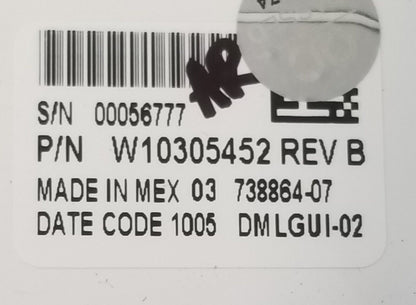 S/N 00056777
P/N W10305452 REV B
MADE IN MEX 03 738864-07
DATE CODE 1005 DMLGUI-02